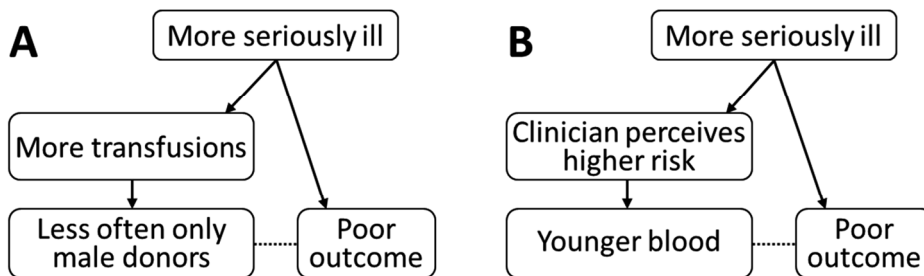 A
More seriously ill
More transfusions
Less often only
male donors
Poor
outcome
B
More seriously ill
Clinician perceives
higher risk
Younger blood
Poor
outcome